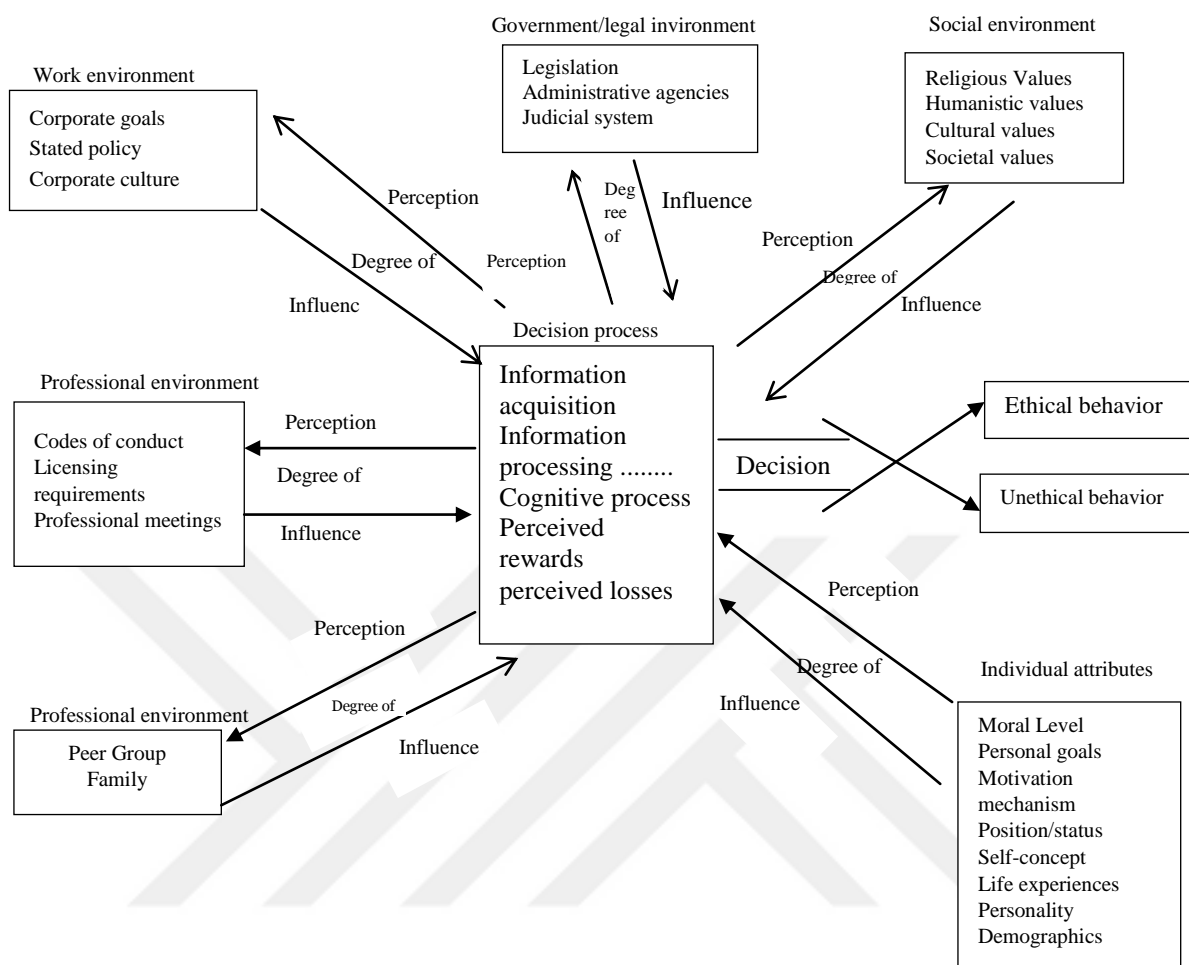 Government/legal invironment
Social environment
Work environment
Legislation
Administrative agencies
Judicial system
Religious Values
Humanistic values
Cultural values
Societal values
Corporate goals
Stated policy
Corporate culture
Perception
Deg
ree
of
Influence
Perception
Degree of
Perception
Degree of
Influenc
Influence
Decision process
Professional environment
Information
acquisition
Information
processing ........
Cognitive process
Perceived
rewards
perceived losses
Ethical behavior
Codes of conduct
Licensing
requirements
Professional meetings
Perception
Degree of
Influence
Decision
Unethical behavior
Perception
Perception
Degree of
Influence
Individual attributes
Professional environment
Degree of
Influence
Peer Group
Family
Moral Level
Personal goals
Motivation
mechanism
Position/status
Self-concept
Life experiences
Personality
Demographics